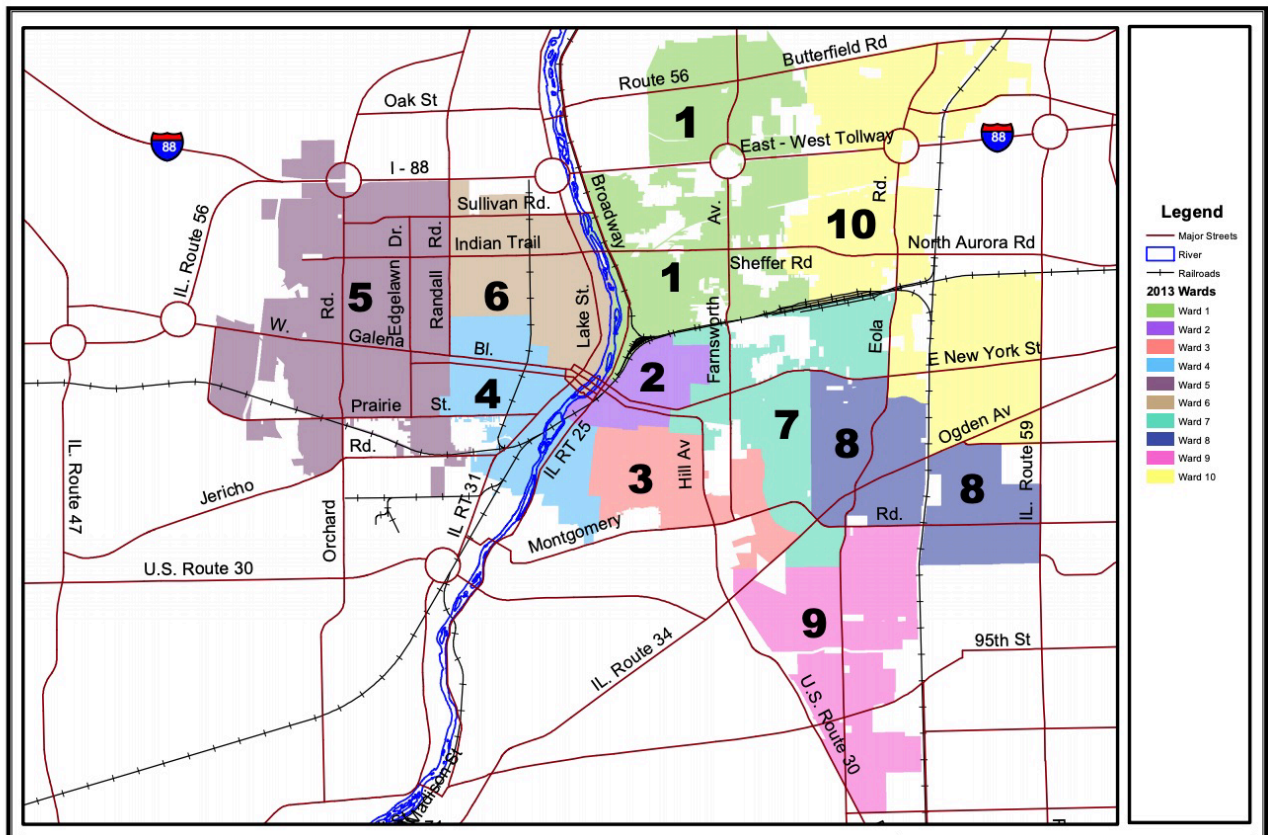 Butterfield Rd
Route 56
Oak St
1
East - West Tollway
88
88
I - 88
Sullivan Rd.
Broadway
Av.
Rd.
IL. Route 56
Dr.
Rd.
Indian Trail
10
North Aurora Rd
Sheffer Rd
1
5
6
Rd.
Edgelawn
Randall
Lake St.
Farnsworth
Eola
W.
Galena
Bl.
E New York St
2
4
Prairie
St.
7
8
Ogden Av
Rd.
IL RT 25
Hill Av
3
8
IL. Route 59
IL. Route 47
Jericho
Orchard
IL RT 31
Montgomery
Rd.
U.S. Route 30
9
95th St
IL. Route 34
U.S. Route 30
Madison St
Legend
Major Streets
River
Railroads
2013 Wards
Ward 1
Ward 2
Ward 3
Ward 4
Ward 5
Ward 6
Ward 7
Ward 8
Ward 9
Ward 10